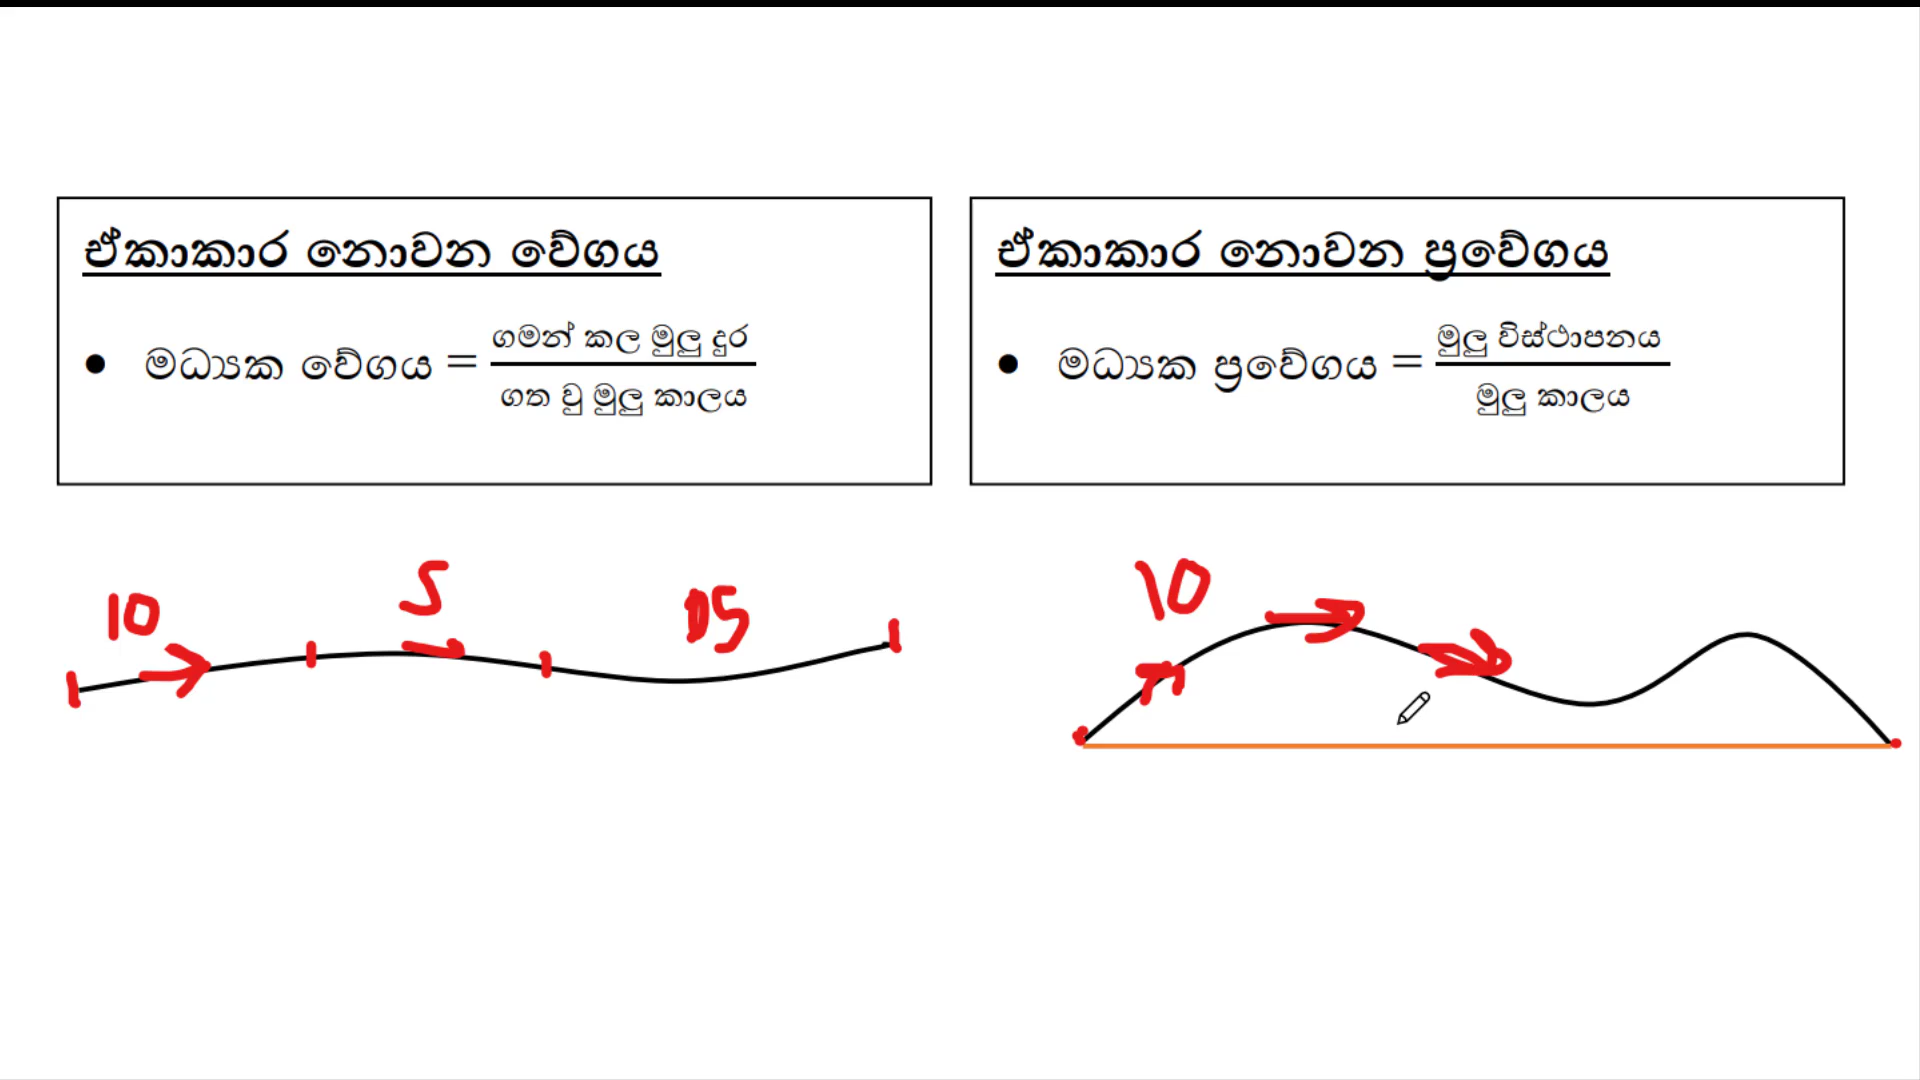 ඒකාකාර නොවන වේගය
මධ්‍යක වේගය = ගමන් කල මුලු දුර
ගත වු මුලු කාලය
ඒකාකාර නොවන ප්‍රවේගය
මධ්‍යක ප්‍රවේගය = මුලු විස්ථාපනය
මුලු කාලය
10
5
15
10